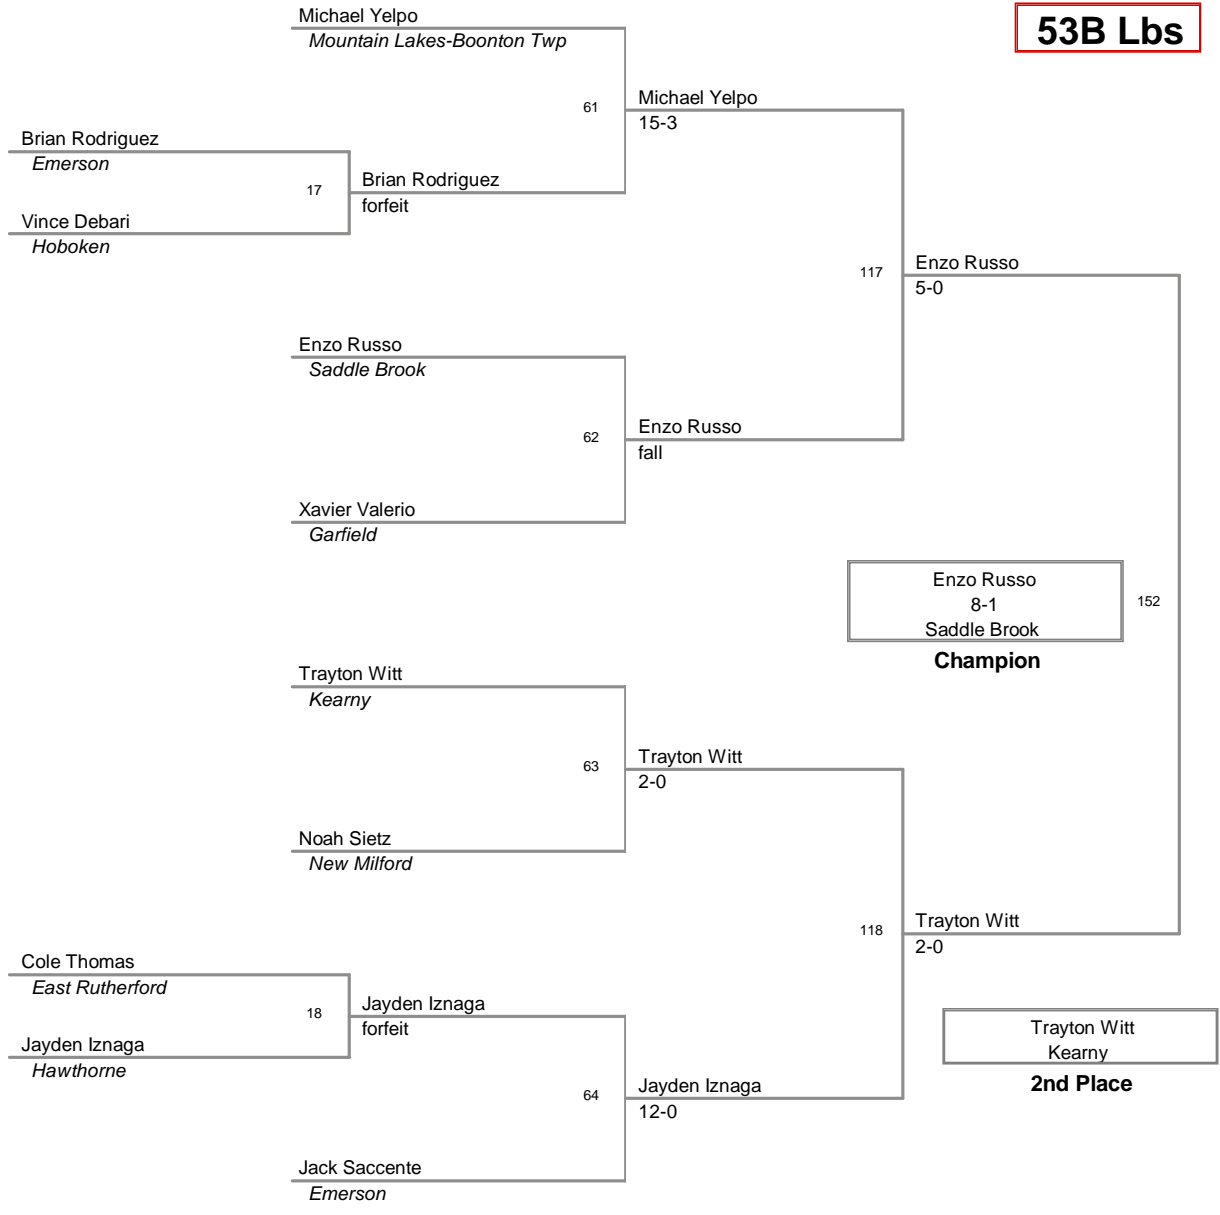 Michael Yelpo
Mountain Lakes-Boonton Twp
53B Lbs
61
Michael Yelpo
15-3
Brian Rodriguez
Emerson
17
Brian Rodriguez
forfeit
Vince Debari
Hoboken
117
Enzo Russo
5-0
Enzo Russo
Saddle Brook
62
Enzo Russo
fall
Xavier Valerio
Garfield
Enzo Russo
8-1
Saddle Brook
Champion
152
Trayton Witt
Kearny
63
Trayton Witt
2-0
Noah Sietz
New Milford
118
Trayton Witt
2-0
Cole Thomas
East Rutherford
18
Jayden Iznaga
forfeit
Jayden Iznaga
Hawthorne
Trayton Witt
Kearny
2nd Place
64
Jayden Iznaga
12-0
Jack Saccente
Emerson